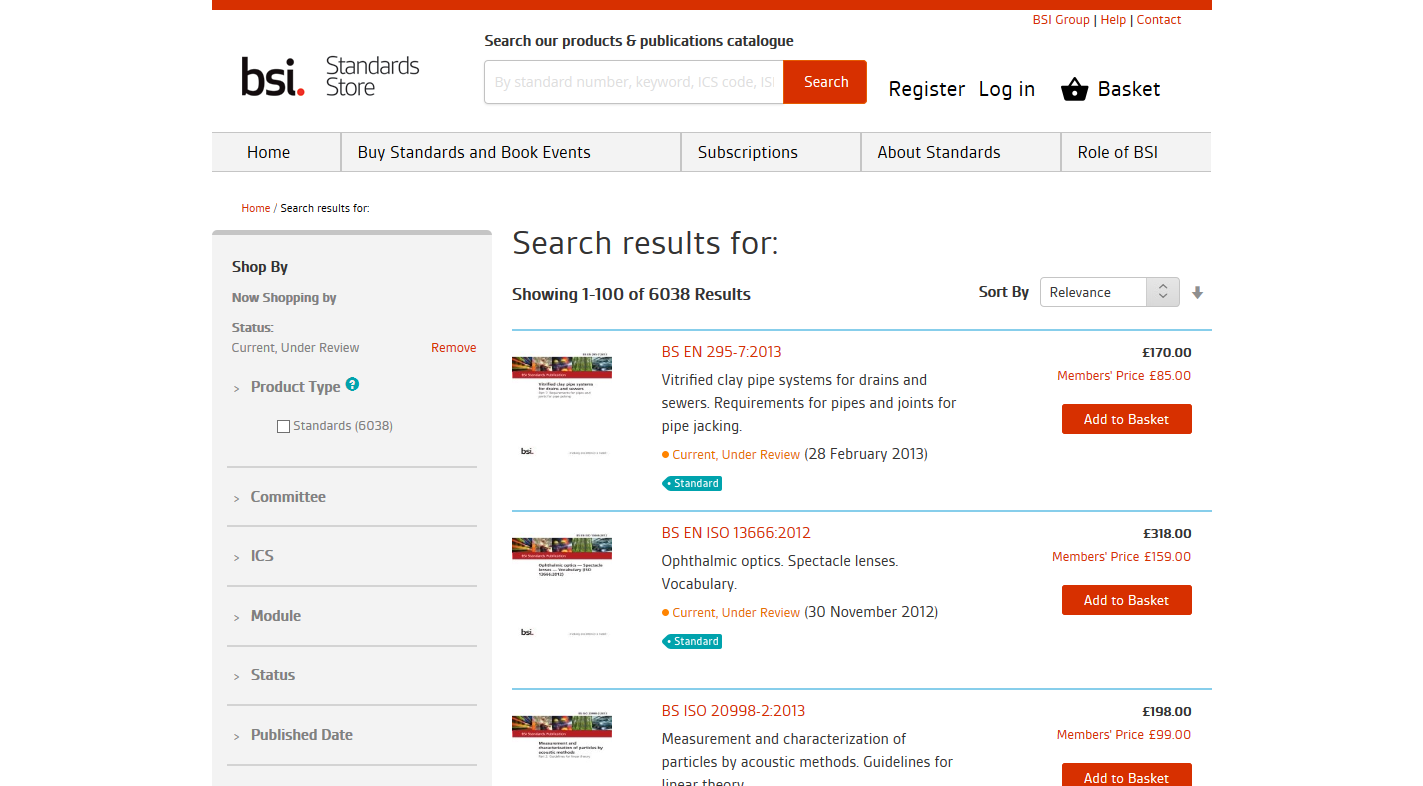 BSI Group | Help | Contact
Search our products & publications catalogue
bsi. Standards Store
By standard number, keyword, ICS code, ISI
Search
Register Log in Basket
Home
Buy Standards and Book Events
Subscriptions
About Standards
Role of BSI
Home / Search results for:
Shop By
Now Shopping by
Status:
Current, Under Review Remove
> Product Type ?
Standards (6038)
> Committee
> ICS
> Module
> Status
> Published Date
Search results for:
Showing 1-100 of 6038 Results
Sort By Relevance
BS EN 295-7:2013
£170.00
Vitrified clay pipe systems for drains and
sewers. Requirements for pipes and joints for
pipe jacking.
Members' Price £85.00
Add to Basket
Current, Under Review (28 February 2013)
Standard
bsi.
BS EN ISO 13666:2012
£318.00
Ophthalmic optics. Spectacle lenses.
Vocabulary.
Members' Price £159.00
Add to Basket
Current, Under Review (30 November 2012)
Standard
bsi.
BS ISO 20998-2:2013
£198.00
Measurement and characterization of
particles by acoustic methods. Guidelines for
linear theory.
Members' Price £99.00
Add to Basket